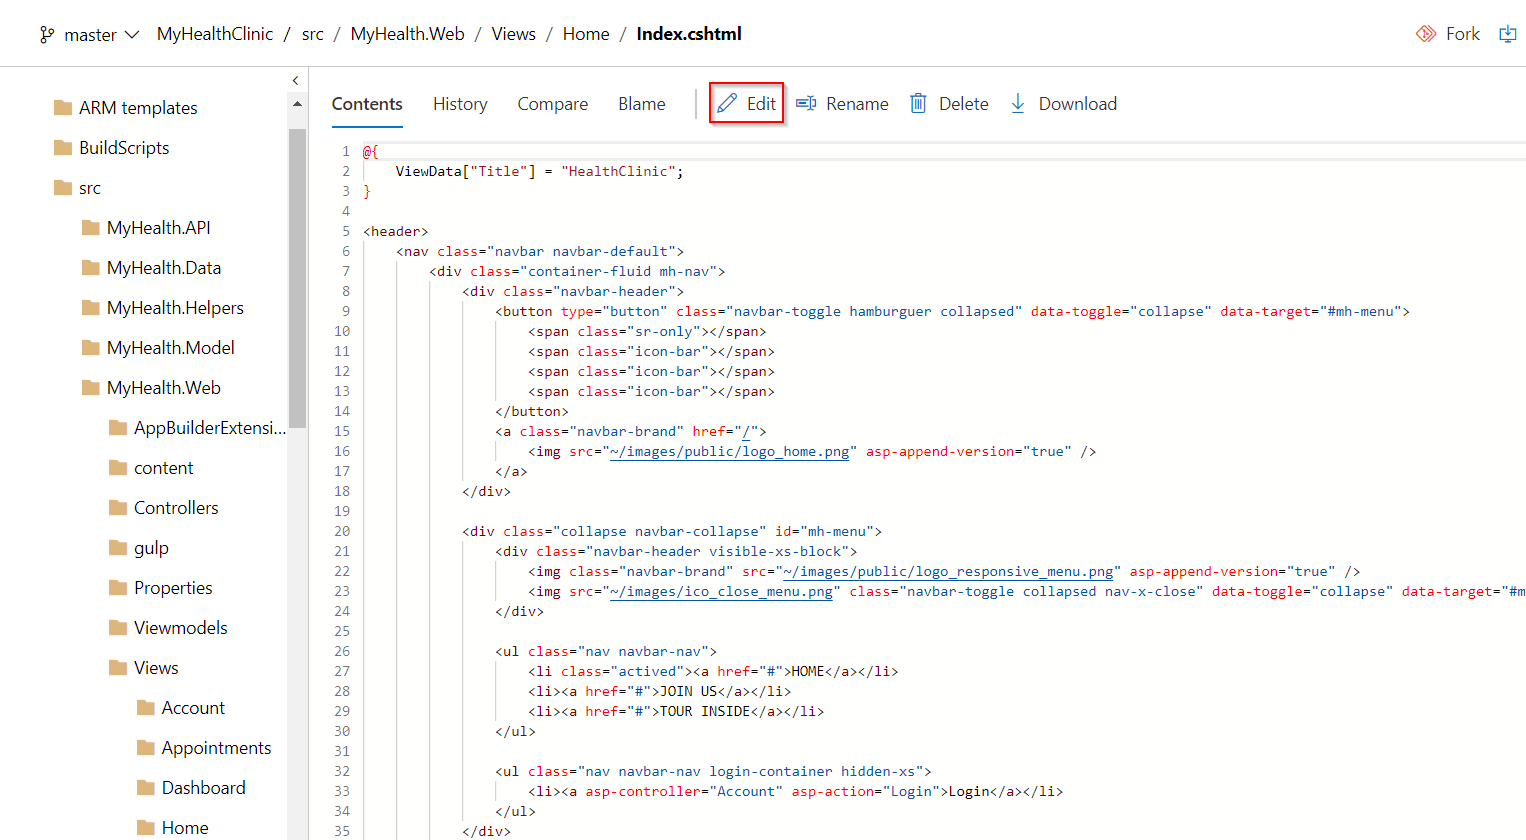 master MyHealthClinic / src / MyHealth.Web / Views / Home / Index.cshtml Fork
ARM templates
BuildScripts
src
MyHealth.API
MyHealth.Data
MyHealth.Helpers
MyHealth.Model
MyHealth.Web
AppBuilderExtensi...
content
Controllers
gulp
Properties
Viewmodels
Views
Account
Appointments
Dashboard
Home
Contents History Compare Blame Edit Rename Delete Download
1 @{
2 ViewData["Title"] = "HealthClinic";
3 }
4
5 <header>
6 <nav class="navbar navbar-default">
7 <div class="container-fluid mh-nav">
8 <div class="navbar-header">
9 <button type="button" class="navbar-toggle hamburguer collapsed" data-toggle="collapse" data-target="#mh-menu">
10 <span class="sr-only"></span>
11 <span class="icon-bar"></span>
12 <span class="icon-bar"></span>
13 <span class="icon-bar"></span>
14 </button>
15 <a class="navbar-brand" href="/">
16 <img src="~/images/public/logo_home.png" asp-append-version="true" />
17 </a>
18 </div>
19
20 <div class="collapse navbar-collapse" id="mh-menu">
21 <div class="navbar-header visible-xs-block">
22 <img class="navbar-brand" src="~/images/public/logo_responsive_menu.png" asp-append-version="true" />
23 <img src="~/images/ico_close_menu.png" class="navbar-toggle collapsed nav-x-close" data-toggle="collapse" data-target="#m
24 </div>
25
26 <ul class="nav navbar-nav">
27 <li class="actived"><a href="#">HOME</a></li>
28 <li><a href="#">JOIN US</a></li>
29 <li><a href="#">TOUR INSIDE</a></li>
30 </ul>
31
32 <ul class="nav navbar-nav login-container hidden-xs">
33 <li><a asp-controller="Account" asp-action="Login">Login</a></li>
34 </ul>
35 </div>